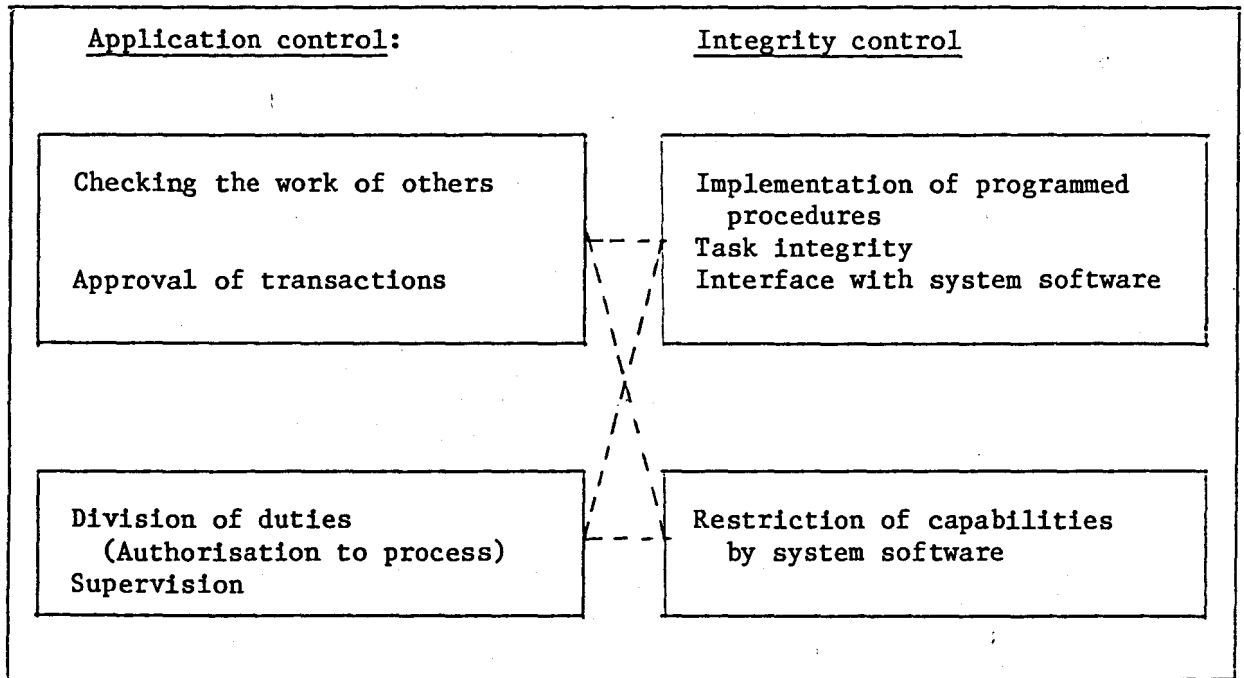 Application control:
Integrity control
Checking the work of others
Approval of transactions
Implementation of programmed
procedures
Task integrity
Interface with system software
Division of duties
(Authorisation to process)
Supervision
Restriction of capabilities
by system software